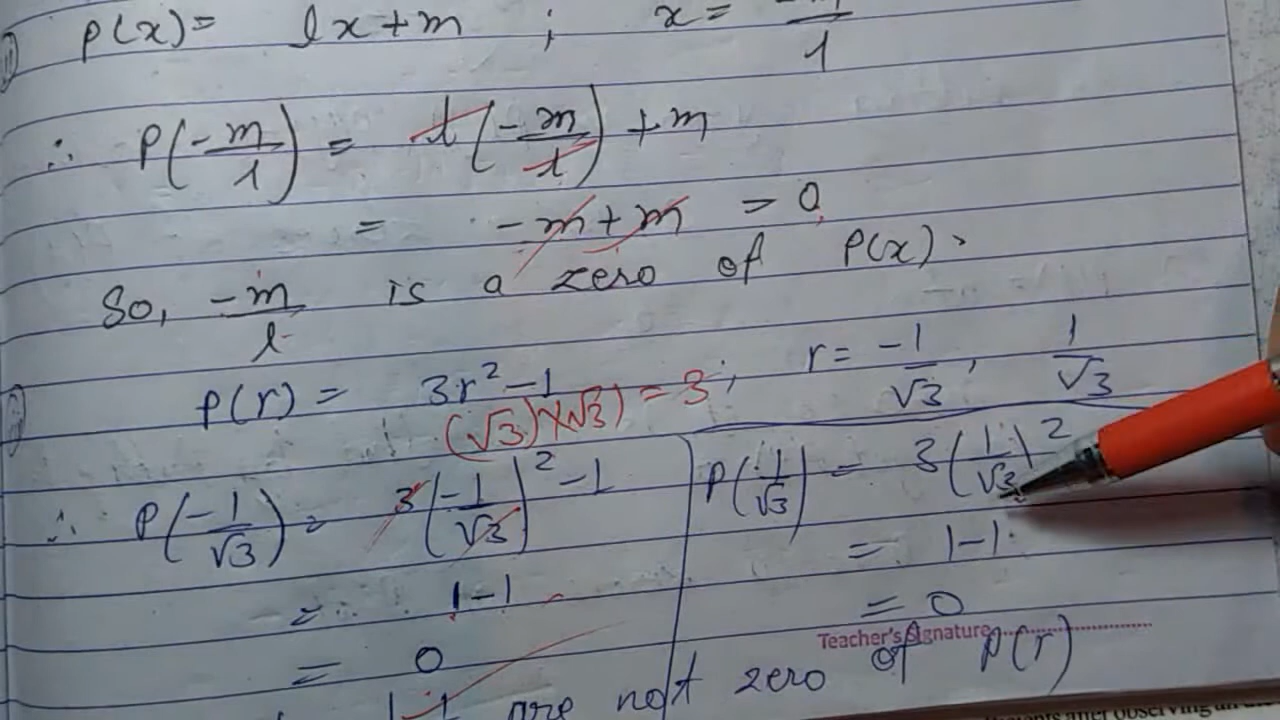 P(x) = lx+m ; x = -m/1
∴ P(-m/1) = t(-m/t) + m
= -m+m = 0
So, -m/l is a zero of P(x).
P(r) = 3r²-1 ; r = -1/√3, 1/√3
(√3)(√3) = 3
∴ P(-1/√3) = 3(-1/√3)² -1
= 1-1
= 0
P(1/√3) = 3(1/√3)²
= 1-1
= 0
Teacher's Signature
are not zero of P(r)